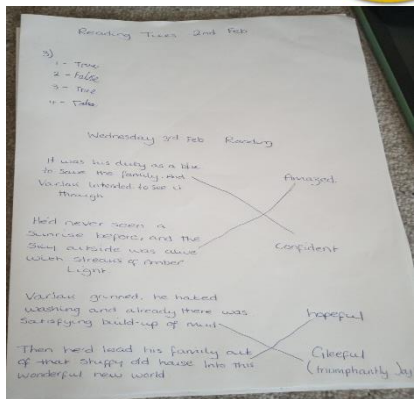 Reading Tues 2nd Feb
3)
1 - True
2 - False
3 - True
4 - False
Wednesday 3rd Feb Reading
It was his duty as a blue
to save the family, and
Varjak intended to see it
through
Amazed
He'd never seen a
Sunrise before, and the
Sky outside was alive
with streams of amber
Light
Confident
Varjak grinned. he hated
washing and already there was
Satisfying build-up of mud
hopeful
Then he'd lead his family out
of that stuffy old house into this
wonderful new world
Gleeful
(triumphantly Joy